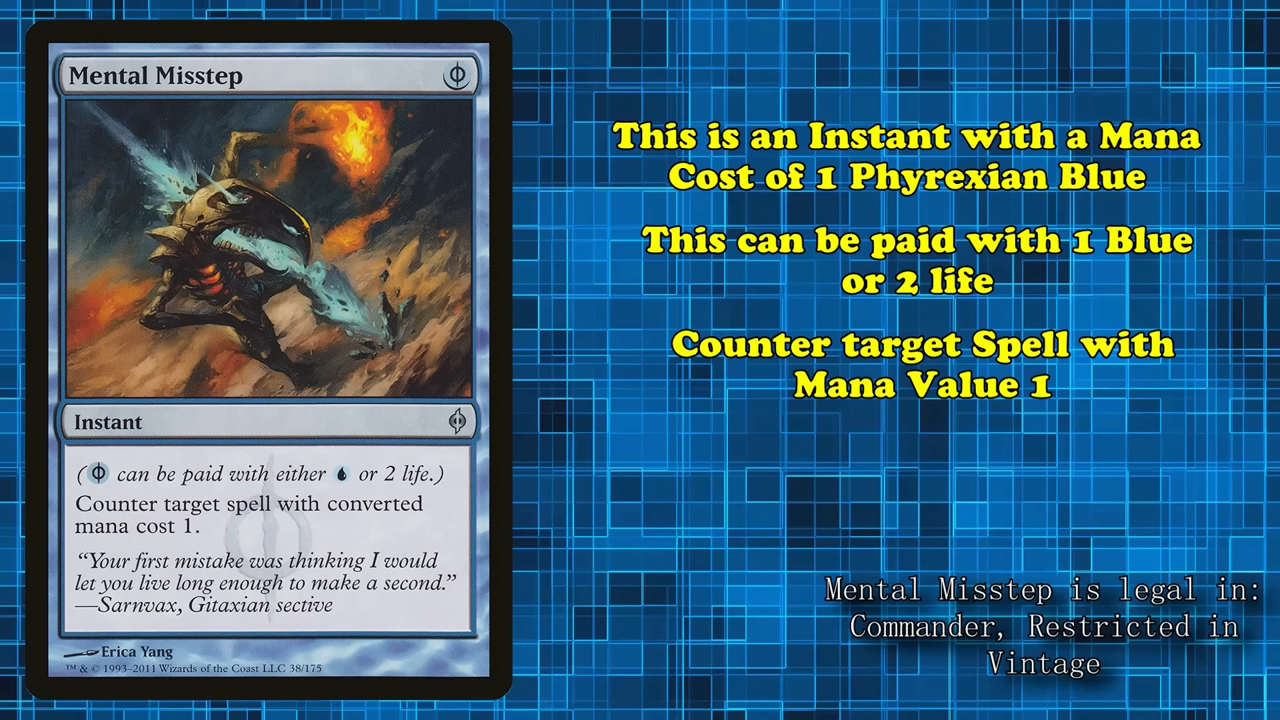 Mental Misstep
Instant
( can be paid with either or 2 life.)
Counter target spell with converted
mana cost 1.
“Your first mistake was thinking I would
let you live long enough to make a second.”
—Sarnvax, Gitaxian sective
Erica Yang
™ & © 1993–2011 Wizards of the Coast LLC 38/175
This is an Instant with a Mana
Cost of 1 Phyrexian Blue
This can be paid with 1 Blue
or 2 life
Counter target Spell with
Mana Value 1
Mental Misstep is legal in:
Commander, Restricted in
Vintage